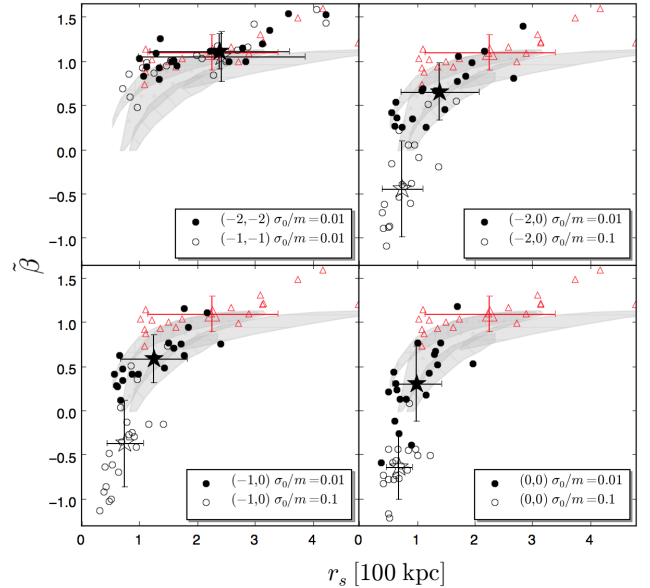 1.5
1.0
0.5
0.0
−0.5
−1.0
(−2,−2) σ₀/m=0.01
(−1,−1) σ₀/m=0.01
(−2,0) σ₀/m=0.01
(−2,0) σ₀/m=0.1
β̃
1.5
1.0
0.5
0.0
−0.5
−1.0
(−1,0) σ₀/m=0.01
(−1,0) σ₀/m=0.1
(0,0) σ₀/m=0.01
(0,0) σ₀/m=0.1
0 1 2 3 4 0 1 2 3 4
r_s [100 kpc]